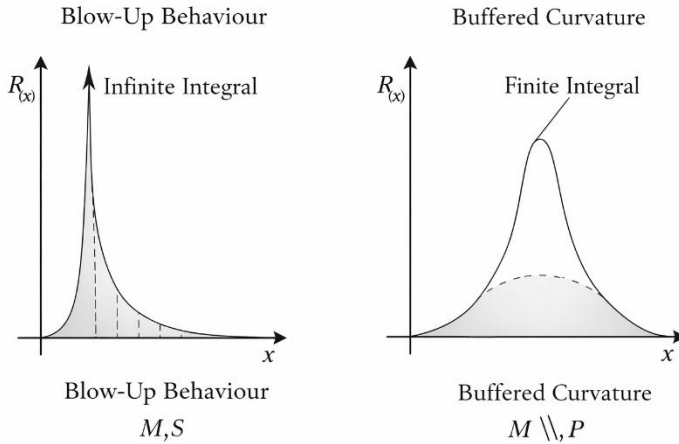 Blow-Up Behaviour
R(x)
Infinite Integral
x
Blow-Up Behaviour
M,S
Buffered Curvature
R(x)
Finite Integral
x
Buffered Curvature
M \\, P